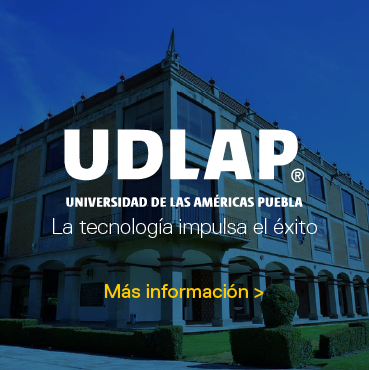 UDLAP®
UNIVERSIDAD DE LAS AMÉRICAS PUEBLA
La tecnología impulsa el éxito
Más información >